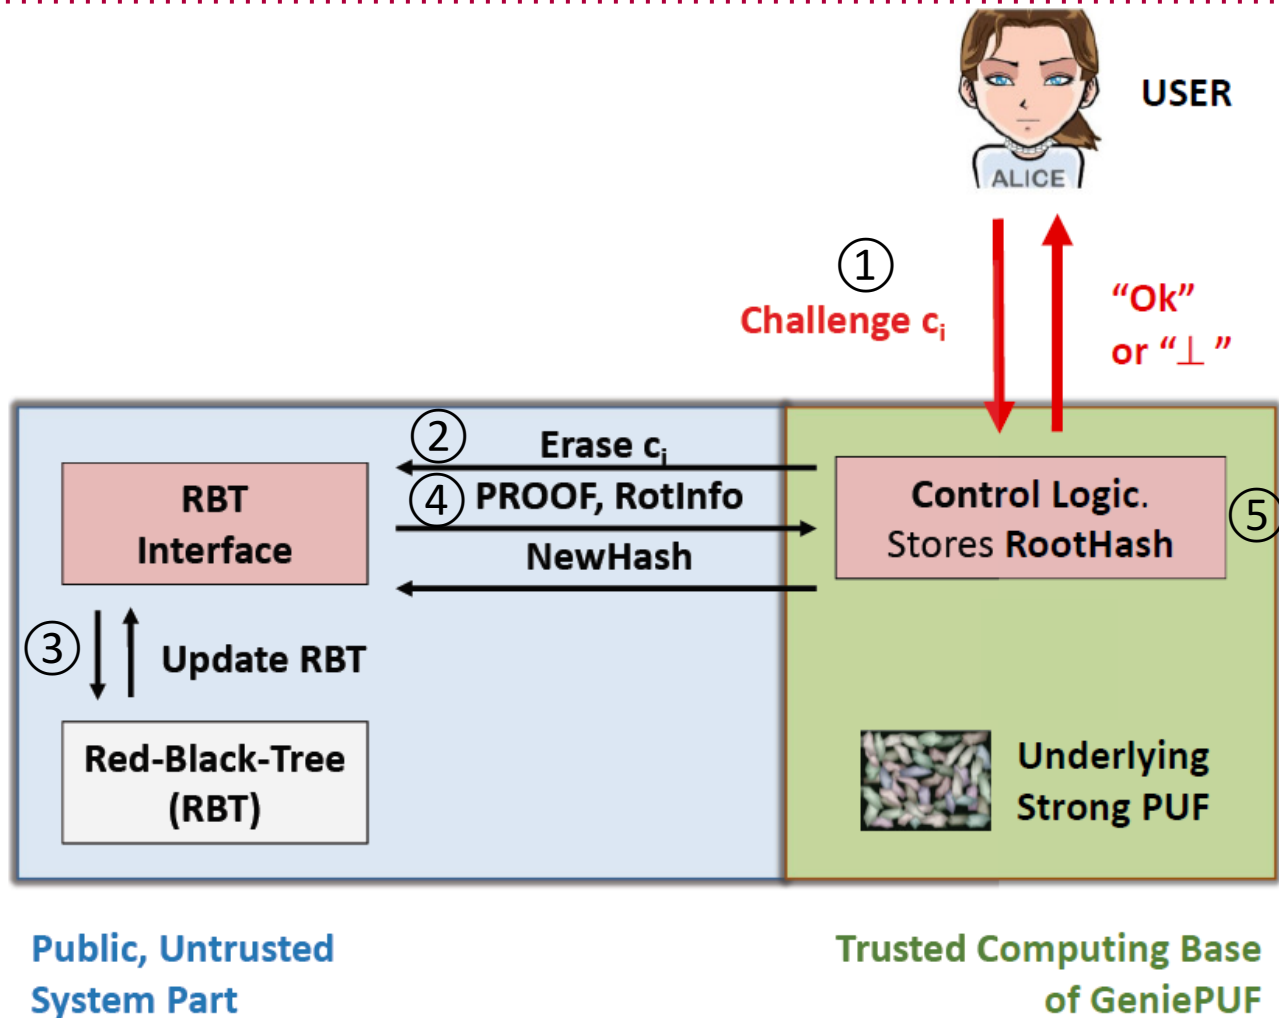 USER
ALICE
①
Challenge cᵢ
“Ok”
or “⊥”
②
Erase cᵢ
④
PROOF, RotInfo
NewHash
RBT
Interface
Control Logic.
Stores RootHash
⑤
③
Update RBT
Red-Black-Tree
(RBT)
Underlying
Strong PUF
Public, Untrusted
System Part
Trusted Computing Base
of GeniePUF